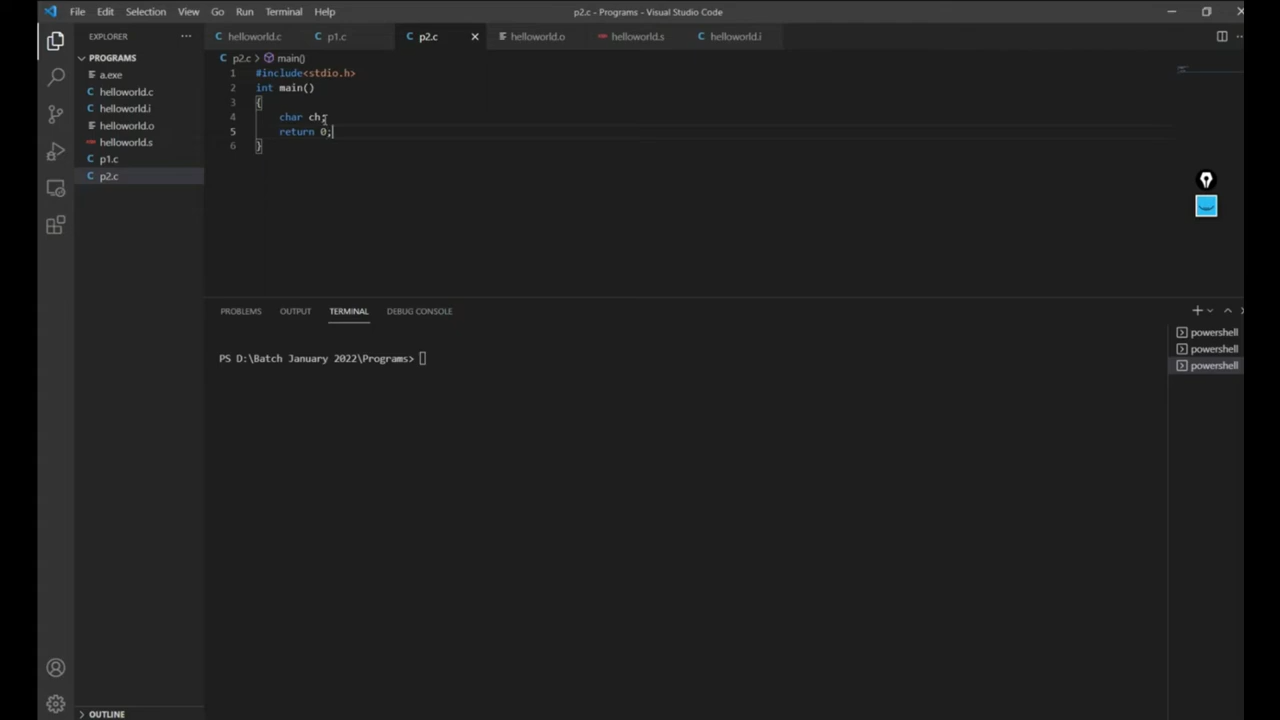 File Edit Selection View Go Run Terminal Help
p2.c - Programs - Visual Studio Code
EXPLORER
PROGRAMS
a.exe
helloworld.c
helloworld.i
helloworld.o
helloworld.s
p1.c
p2.c
OUTLINE
helloworld.c p1.c p2.c helloworld.o helloworld.s helloworld.i
p2.c > main()
1 #include<stdio.h>
2 int main()
3 {
4 char ch;
5 return 0;
6 }
PROBLEMS OUTPUT TERMINAL DEBUG CONSOLE
PS D:\Batch January 2022\Programs>
powershell
powershell
powershell